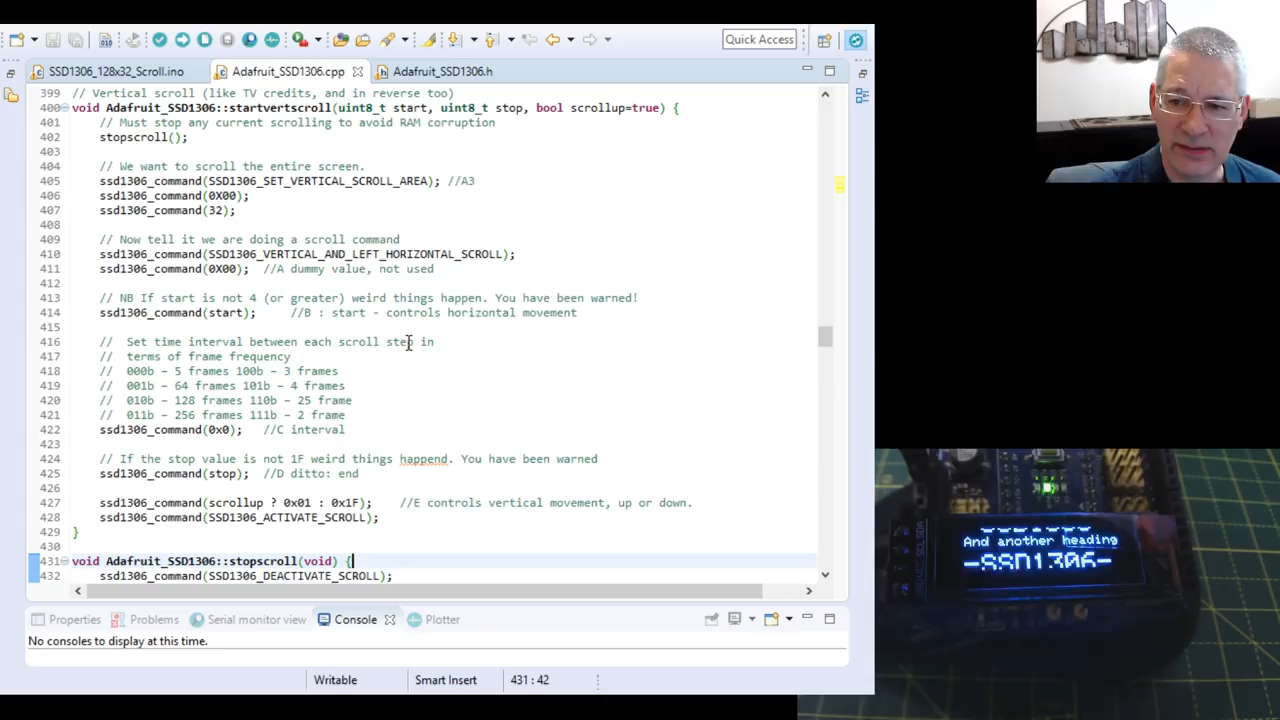 Quick Access
SSD1306_128x32_Scroll.ino
Adafruit_SSD1306.cpp
Adafruit_SSD1306.h
399 // Vertical scroll (like TV credits, and in reverse too)
400 void Adafruit_SSD1306::startvertscroll(uint8_t start, uint8_t stop, bool scrollup=true) {
401 // Must stop any current scrolling to avoid RAM corruption
402 stopscroll();
403
404 // We want to scroll the entire screen.
405 ssd1306_command(SSD1306_SET_VERTICAL_SCROLL_AREA); //A3
406 ssd1306_command(0X00);
407 ssd1306_command(32);
408
409 // Now tell it we are doing a scroll command
410 ssd1306_command(SSD1306_VERTICAL_AND_LEFT_HORIZONTAL_SCROLL);
411 ssd1306_command(0X00); //A dummy value, not used
412
413 // NB If start is not 4 (or greater) weird things happen. You have been warned!
414 ssd1306_command(start); //B : start - controls horizontal movement
415
416 // Set time interval between each scroll step in
417 // terms of frame frequency
418 // 000b – 5 frames 100b – 3 frames
419 // 001b – 64 frames 101b – 4 frames
420 // 010b – 128 frames 110b – 25 frame
421 // 011b – 256 frames 111b – 2 frame
422 ssd1306_command(0x0); //C interval
423
424 // If the stop value is not 1F weird things happend. You have been warned
425 ssd1306_command(stop); //D ditto: end
426
427 ssd1306_command(scrollup ? 0x01 : 0x1F); //E controls vertical movement, up or down.
428 ssd1306_command(SSD1306_ACTIVATE_SCROLL);
429 }
430
431 void Adafruit_SSD1306::stopscroll(void) {
432 ssd1306_command(SSD1306_DEACTIVATE_SCROLL);
Properties
Problems
Serial monitor view
Console
Plotter
No consoles to display at this time.
Writable
Smart Insert
431 : 42
And another heading
-SSD1306-